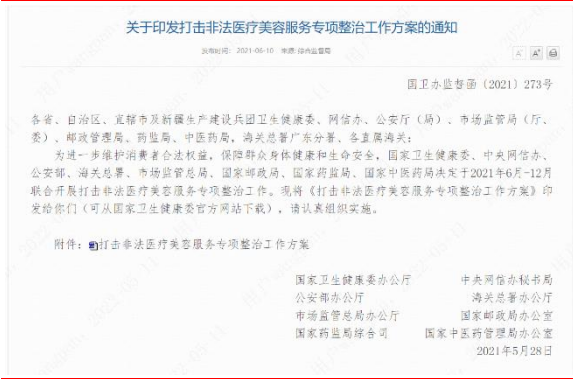 关于印发打击非法医疗美容服务专项整治工作方案的通知
发布时间： 2021-06-10 来源: 综合监督局
A- A+
国卫办监督函〔2021〕273号
各省、自治区、直辖市及新疆生产建设兵团卫生健康委、网信办、公安厅（局）、市场监管局（厅、
委）、邮政管理局、药监局、中医药局，海关总署广东分署、各直属海关：
为进一步维护消费者合法权益，保障群众身体健康和生命安全，国家卫生健康委、中央网信办、
公安部、海关总署、市场监管总局、国家邮政局、国家药监局、国家中医药局决定于2021年6月-12月
联合开展打击非法医疗美容服务专项整治工作。现将《打击非法医疗美容服务专项整治工作方案》印
发给你们（可从国家卫生健康委官方网站下载），请认真组织实施。
附件：打击非法医疗美容服务专项整治工作方案
国家卫生健康委办公厅 中央网信办秘书局
公安部办公厅 海关总署办公厅
市场监管总局办公厅 国家邮政局办公室
国家药监局综合司 国家中医药管理局办公室
2021年5月28日